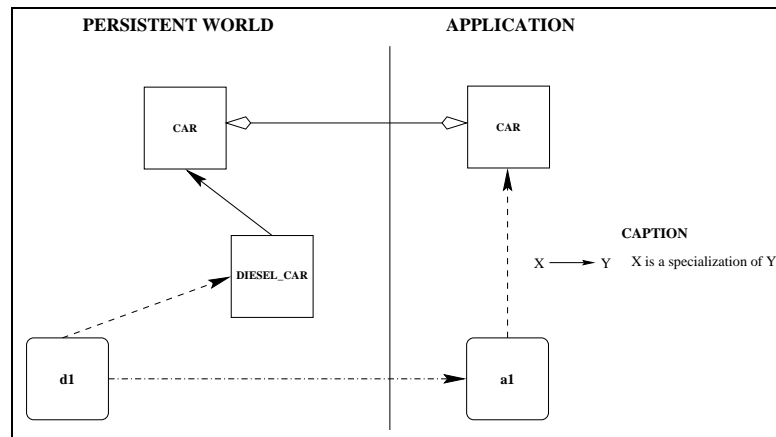 PERSISTENT WORLD
APPLICATION
CAR
CAR
CAPTION
X Y X is a specialization of Y
DIESEL_CAR
d1
a1